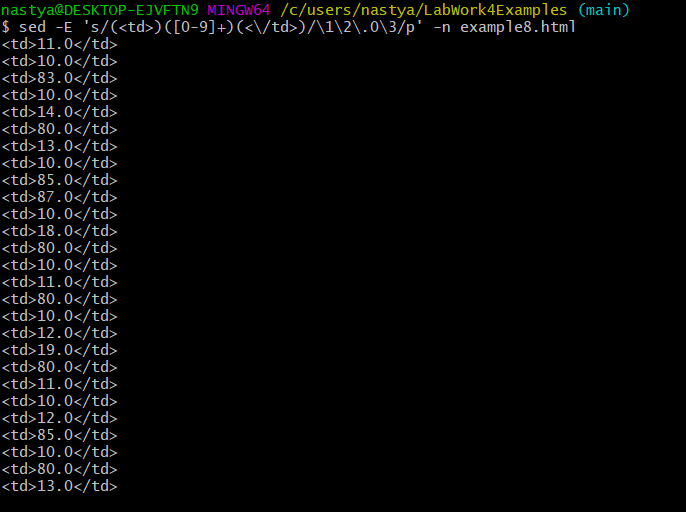 nastya@DESKTOP-EJVFTN9 MINGW64 /c/users/nastya/LabWork4Examples (main)
$ sed -E 's/(<td>)([0-9]+)(<\/td>)/\1\2\.0\3/p' -n example8.html
<td>11.0</td>
<td>10.0</td>
<td>83.0</td>
<td>10.0</td>
<td>14.0</td>
<td>80.0</td>
<td>13.0</td>
<td>10.0</td>
<td>85.0</td>
<td>87.0</td>
<td>10.0</td>
<td>18.0</td>
<td>80.0</td>
<td>10.0</td>
<td>11.0</td>
<td>80.0</td>
<td>10.0</td>
<td>12.0</td>
<td>19.0</td>
<td>80.0</td>
<td>11.0</td>
<td>10.0</td>
<td>12.0</td>
<td>85.0</td>
<td>10.0</td>
<td>80.0</td>
<td>13.0</td>